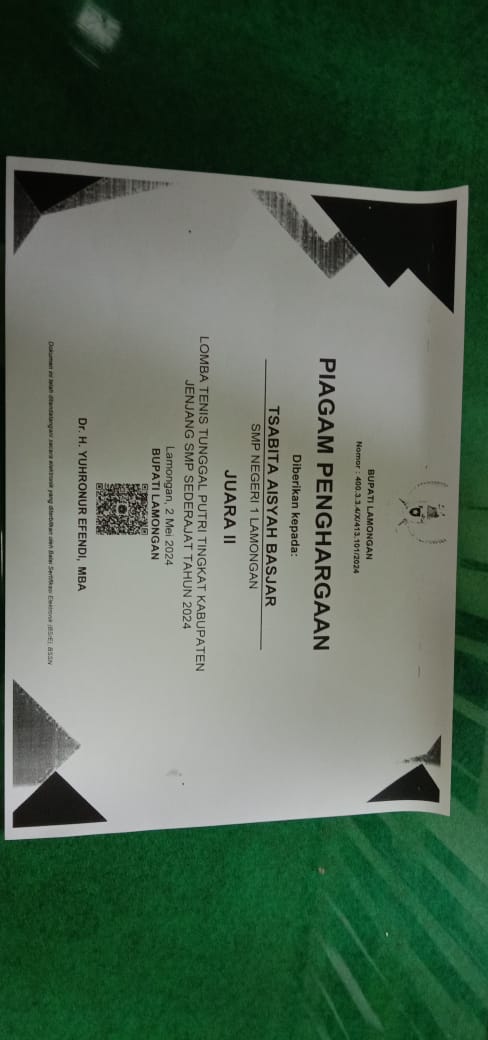 BUPATI LAMONGAN
Nomor : 400.3.3.4/X/413.101/2024
PIAGAM PENGHARGAAN
Diberikan kepada:
TSABITA AISYAH BASJAR
SMP NEGERI 1 LAMONGAN
JUARA II
LOMBA TENIS TUNGGAL PUTRI TINGKAT KABUPATEN
JENJANG SMP SEDERAJAT TAHUN 2024
Lamongan, 2 Mei 2024
BUPATI LAMONGAN
Dr. H. YUHRONUR EFENDI, MBA
Dokumen ini telah ditandatangani secara elektronik yang diterbitkan oleh Balai Sertifikasi Elektronik (BSrE), BSSN